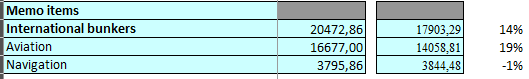 Memo items
International bunkers 20472,86 17903,29 14%
Aviation 16677,00 14058,81 19%
Navigation 3795,86 3844,48 -1%